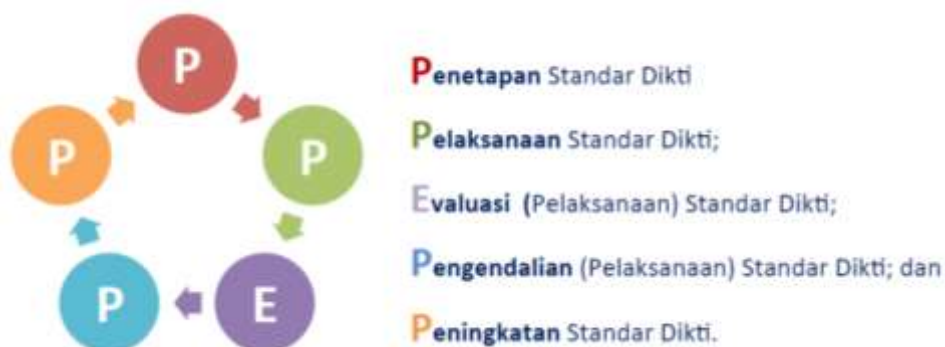 P
P
P
P
E
Penetapan Standar Dikti
Pelaksanaan Standar Dikti;
Evaluasi (Pelaksanaan) Standar Dikti;
Pengendalian (Pelaksanaan) Standar Dikti; dan
Peningkatan Standar Dikti.